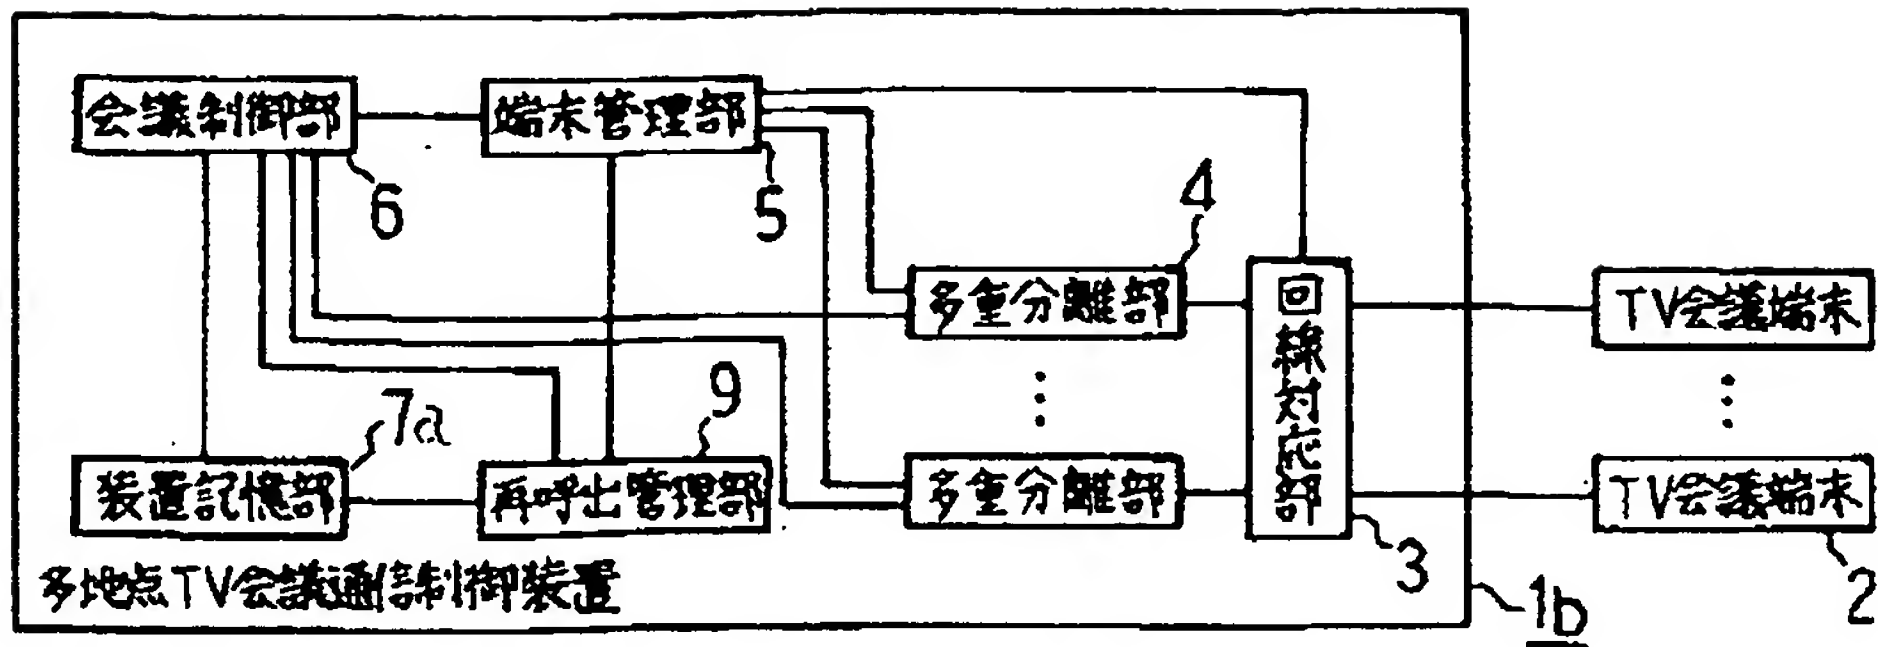 会議制御部
端末管理部
6
5
4
多重分離部
回線対応部
TV会議端末
7a
9
装置記憶部
再呼出管理部
多重分離部
TV会議端末
3
2
多地点TV会議通信制御装置
1b